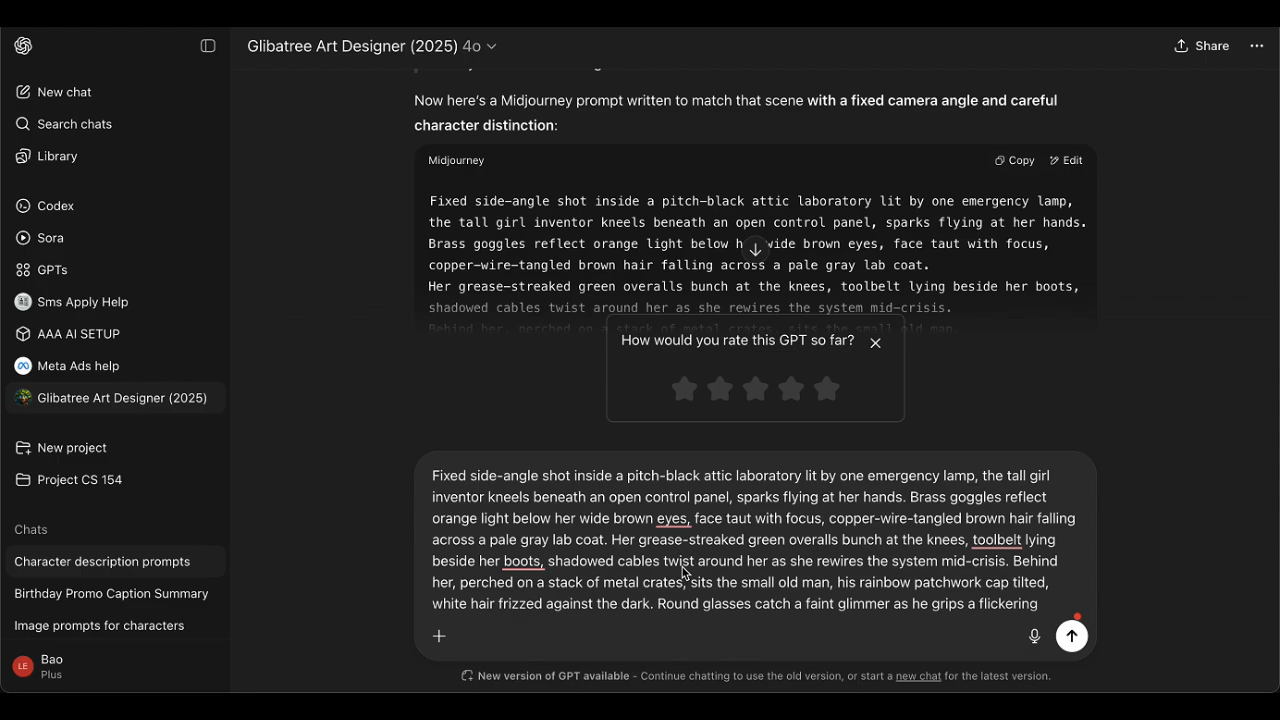 Glibatree Art Designer (2025) 4o
Share
New chat
Search chats
Library
Codex
Sora
GPTs
Sms Apply Help
AAA AI SETUP
Meta Ads help
Glibatree Art Designer (2025)
New project
Project CS 154
Chats
Character description prompts
Birthday Promo Caption Summary
Image prompts for characters
LE
Bao
Plus
Now here's a Midjourney prompt written to match that scene with a fixed camera angle and careful
character distinction:
Midjourney
Copy
Edit
Fixed side-angle shot inside a pitch-black attic laboratory lit by one emergency lamp,
the tall girl inventor kneels beneath an open control panel, sparks flying at her hands.
Brass goggles reflect orange light below wide brown eyes, face taut with focus,
copper-wire-tangled brown hair falling across a pale gray lab coat.
Her grease-streaked green overalls bunch at the knees, toolbelt lying beside her boots,
shadowed cables twist around her as she rewires the system mid-crisis.
Behind her, perched on a stack of metal crates, sits the small old man,
How would you rate this GPT so far?
Fixed side-angle shot inside a pitch-black attic laboratory lit by one emergency lamp, the tall girl
inventor kneels beneath an open control panel, sparks flying at her hands. Brass goggles reflect
orange light below her wide brown eyes, face taut with focus, copper-wire-tangled brown hair falling
across a pale gray lab coat. Her grease-streaked green overalls bunch at the knees, toolbelt lying
beside her boots, shadowed cables twist around her as she rewires the system mid-crisis. Behind
her, perched on a stack of metal crates, sits the small old man, his rainbow patchwork cap tilted,
white hair frizzed against the dark. Round glasses catch a faint glimmer as he grips a flickering
New version of GPT available - Continue chatting to use the old version, or start a new chat for the latest version.